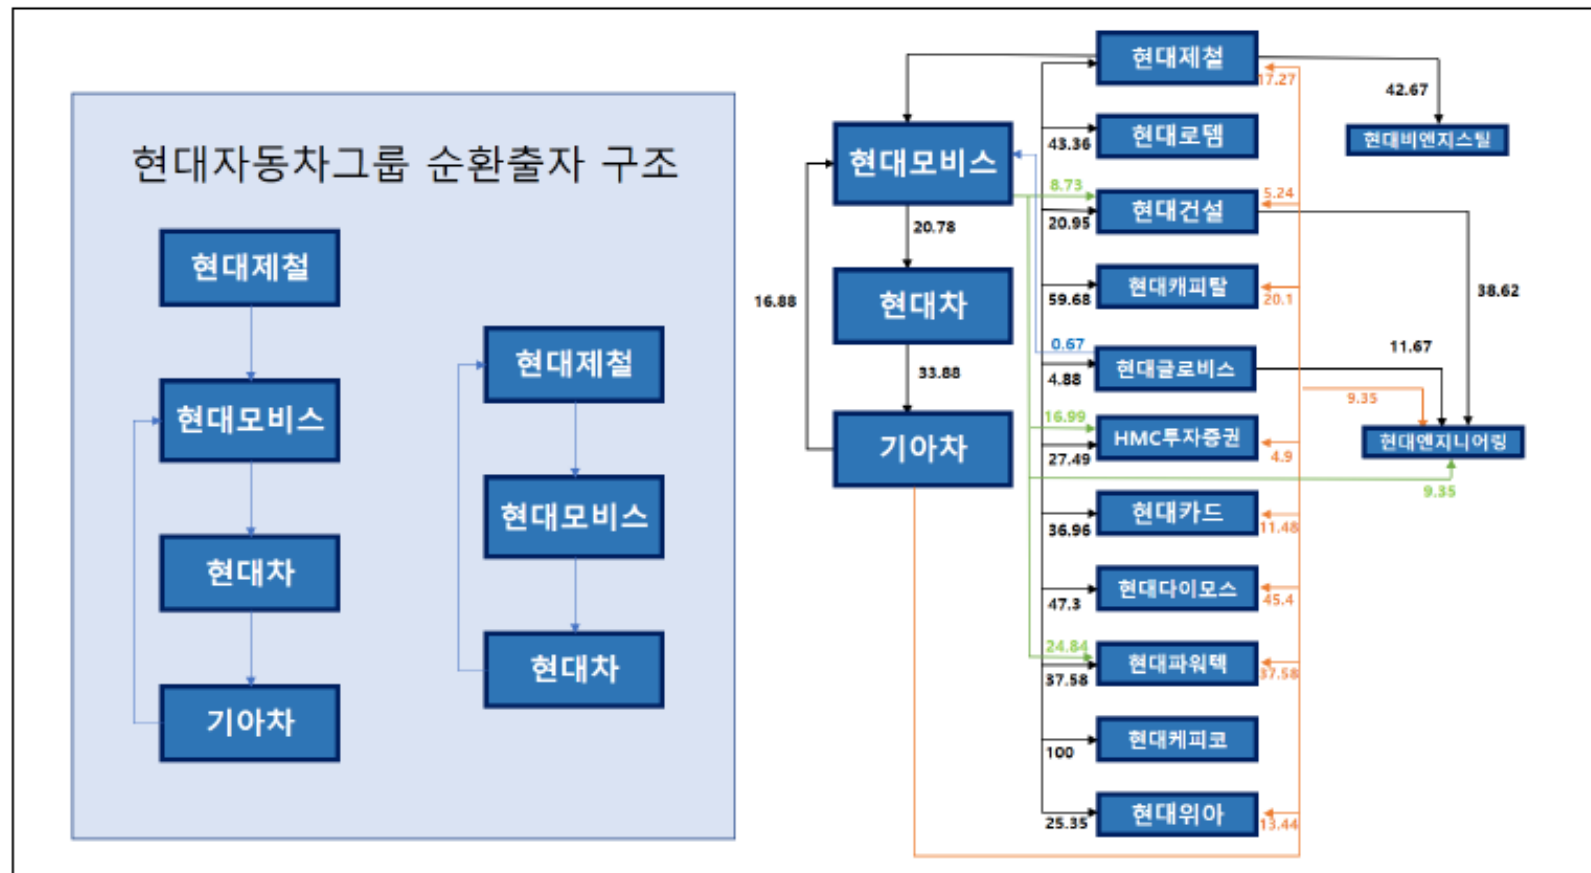 현대자동차그룹 순환출자 구조
현대제철
현대모비스
현대차
기아차
현대제철
현대모비스
현대차
현대모비스
20.78
현대차
33.88
기아차
16.88
현대제철
17.27
42.67
현대비앤지스틸
43.36
현대로템
8.73
20.95
현대건설
5.24
38.62
59.68
현대캐피탈
20.1
0.67
4.88
현대글로비스
11.67
9.35
현대엔지니어링
9.35
16.99
27.49
HMC투자증권
4.9
36.96
현대카드
11.48
47.3
현대다이모스
45.4
24.84
37.58
현대파워텍
37.58
100
현대케피코
25.35
현대위아
13.44